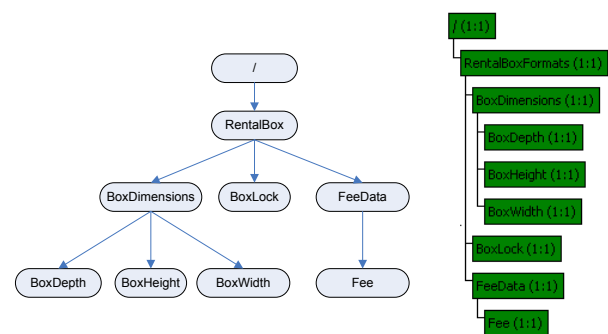 /
RentalBox
BoxDimensions
BoxLock
FeeData
BoxDepth
BoxHeight
BoxWidth
Fee
/ (1:1)
RentalBoxFormats (1:1)
BoxDimensions (1:1)
BoxDepth (1:1)
BoxHeight (1:1)
BoxWidth (1:1)
BoxLock (1:1)
FeeData (1:1)
Fee (1:1)